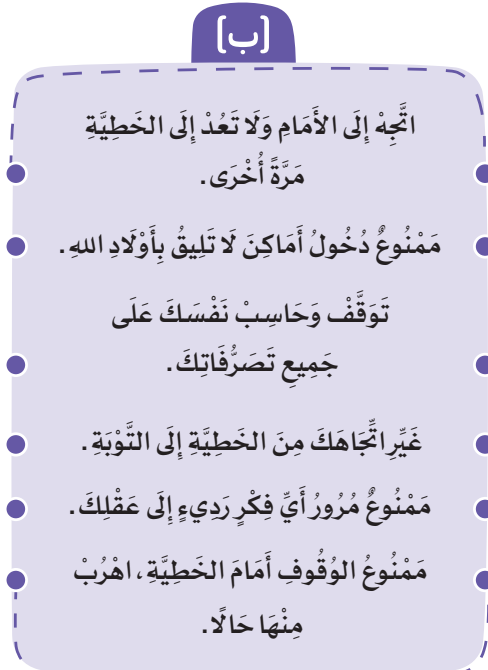 [ب]
اتَّجِهْ إِلَى الأَمَامِ وَلَا تَعُدْ إِلَى الخَطِيَّةِ
مَرَّةً أُخْرَى.
مَمْنُوعٌ دُخُولُ أَمَاكِنَ لَا تَلِيقُ بِأَوْلَادِ اللهِ.
تَوَقَّفْ وَحَاسِبْ نَفْسَكَ عَلَى
جَمِيعِ تَصَرُّفَاتِكَ.
غَيِّرِ اتِّجَاهَكَ مِنَ الخَطِيَّةِ إِلَى التَّوْبَةِ.
مَمْنُوعٌ مُرُورُ أَيِّ فِكْرٍ رَدِيءٍ إِلَى عَقْلِكَ.
مَمْنُوعُ الوُقُوفِ أَمَامَ الخَطِيَّةِ، اهْرُبْ
مِنْهَا حَالًا.